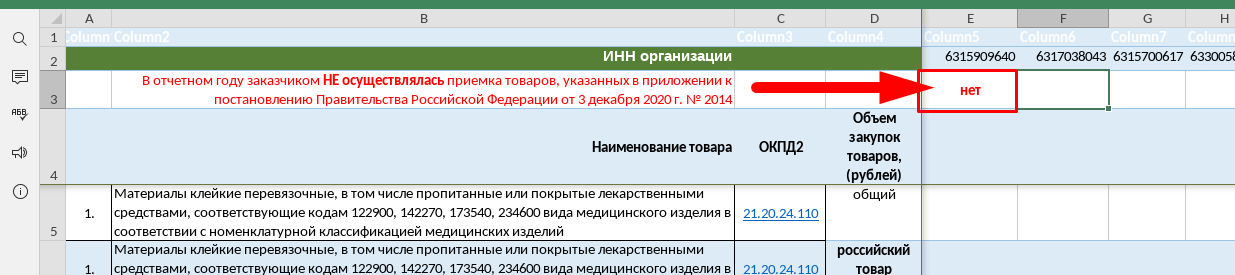 A B C D E F G H
1 Column Column2 Column3 Column4 Column5 Column6 Column7 Column
2 ИНН организации 6315909640 6317038043 6315700617 633005
В отчетном году заказчиком НЕ осуществлялась приемка товаров, указанных в приложении к
3 постановлению Правительства Российской Федерации от 3 декабря 2020 г. № 2014 нет
АБВ
4 Наименование товара ОКПД2
Объем
закупок
товаров,
(рубли)
Материалы клейкие перевязочные, в том числе пропитанные или покрытые лекарственными
1. средствами, соответствующие кодам 122900, 142270, 173540, 234600 вида медицинского изделия в 21.20.24.110 общий
5 соответствии с номенклатурной классификацией медицинских изделий
Материалы клейкие перевязочные, в том числе пропитанные или покрытые лекарственными
1. средствами, соответствующие кодам 122900, 142270, 173540, 234600 вида медицинского изделия в 21.20.24.110
российский
товар